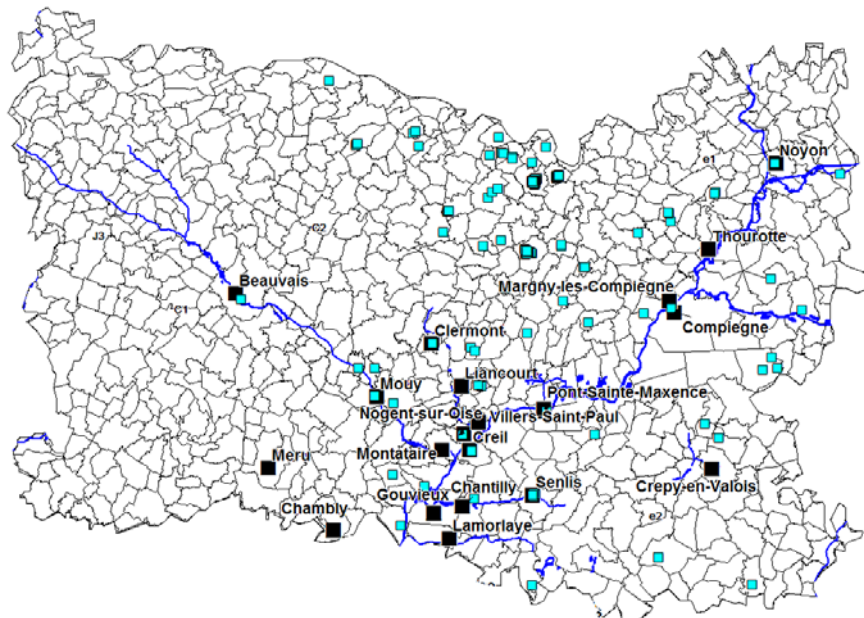 Noyon
e1
C2
J3
Thourotte
Beauvais
Margny-les-Compiegne
C1
Compiegne
Clermont
Liancourt
Mouy
Pont-Sainte-Maxence
Nogent-sur-Oise
Villers-Saint-Paul
Creil
Montataire
Meru
Crepy-en-Valois
Senlis
Gouvieux
Chantilly
Chambly
e2
Lamorlaye